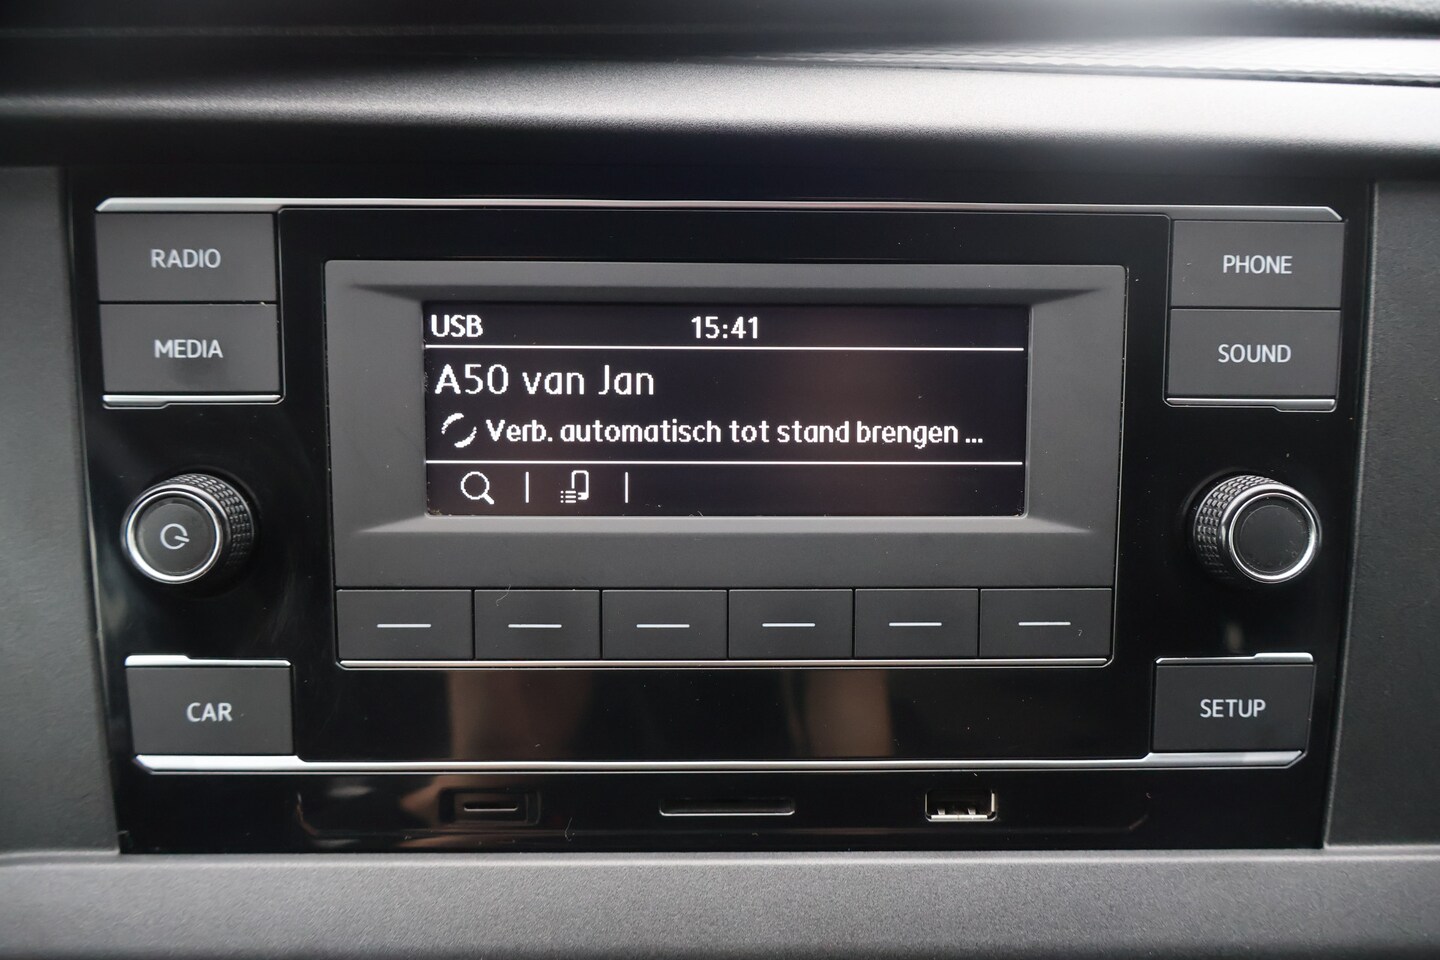 RADIO
MEDIA
PHONE
SOUND
USB 15:41
A50 van Jan
Verb. automatisch tot stand brengen ...
CAR
SETUP